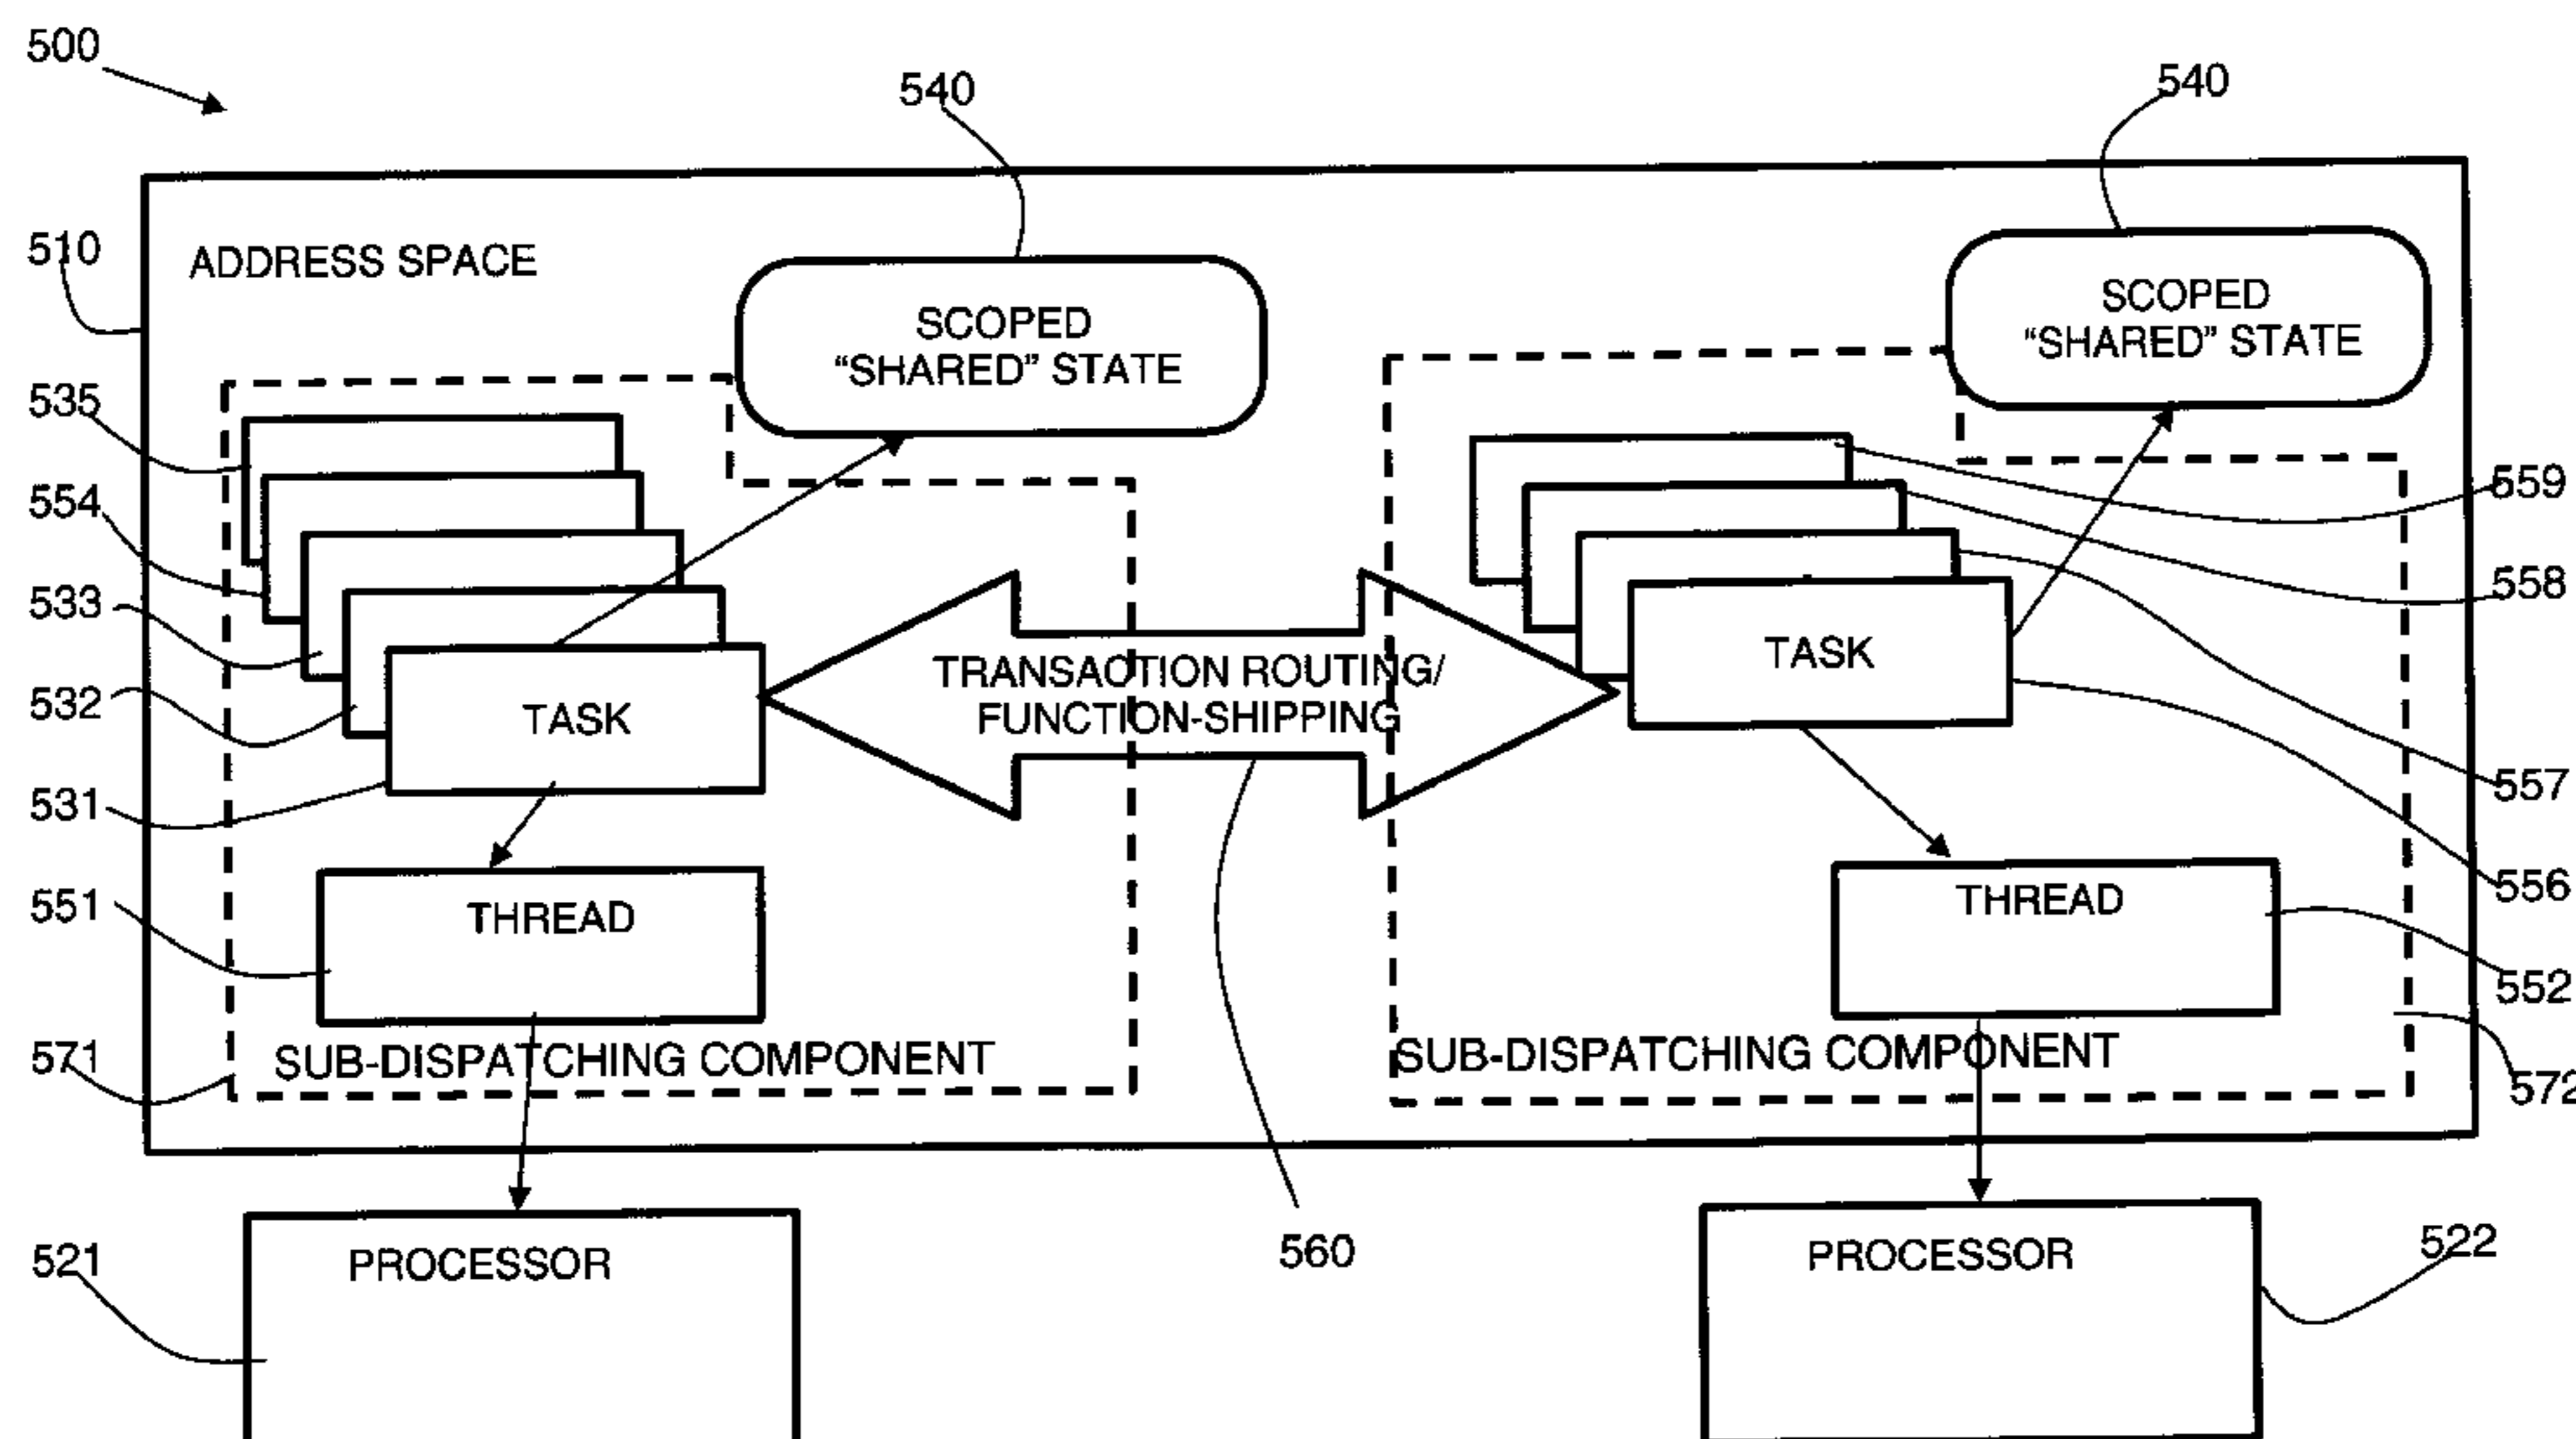 500
540
540
510
ADDRESS SPACE
SCOPED
“SHARED” STATE
SCOPED
“SHARED” STATE
535
554
533
532
531
559
558
557
556
TASK
TASK
TRANSACTION ROUTING/
FUNCTION-SHIPPING
551
THREAD
THREAD
552
571
SUB-DISPATCHING COMPONENT
SUB-DISPATCHING COMPONENT
572
521
PROCESSOR
560
PROCESSOR
522